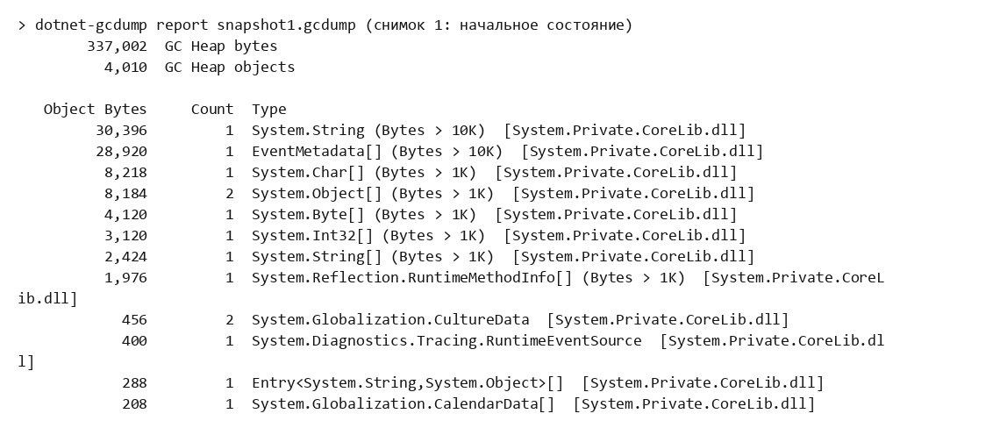 > dotnet-gcdump report snapshot1.gcdump (снимок 1: начальное состояние)
337,002  GC Heap bytes
4,010  GC Heap objects
Object Bytes     Count  Type
30,396         1  System.String (Bytes > 10K)  [System.Private.CoreLib.dll]
28,920         1  EventMetadata[] (Bytes > 10K)  [System.Private.CoreLib.dll]
8,218         1  System.Char[] (Bytes > 1K)  [System.Private.CoreLib.dll]
8,184         2  System.Object[] (Bytes > 1K)  [System.Private.CoreLib.dll]
4,120         1  System.Byte[] (Bytes > 1K)  [System.Private.CoreLib.dll]
3,120         1  System.Int32[] (Bytes > 1K)  [System.Private.CoreLib.dll]
2,424         1  System.String[] (Bytes > 1K)  [System.Private.CoreLib.dll]
1,976         1  System.Reflection.RuntimeMethodInfo[] (Bytes > 1K)  [System.Private.CoreL
ib.dll]
456         2  System.Globalization.CultureData  [System.Private.CoreLib.dll]
400         1  System.Diagnostics.Tracing.RuntimeEventSource  [System.Private.CoreLib.dl
l]
288         1  Entry<System.String,System.Object>[]  [System.Private.CoreLib.dll]
208         1  System.Globalization.CalendarData[]  [System.Private.CoreLib.dll]